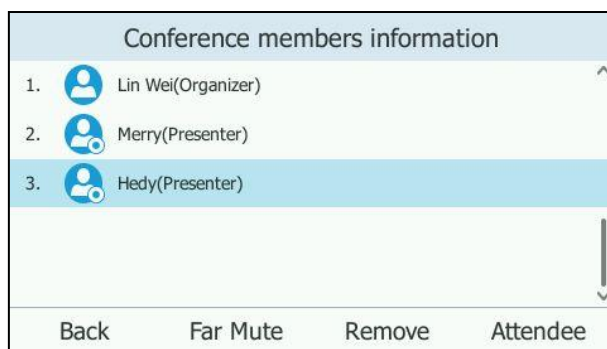 Conference members information
1. Lin Wei(Organizer)
2. Merry(Presenter)
3. Hedy(Presenter)
Back Far Mute Remove Attendee